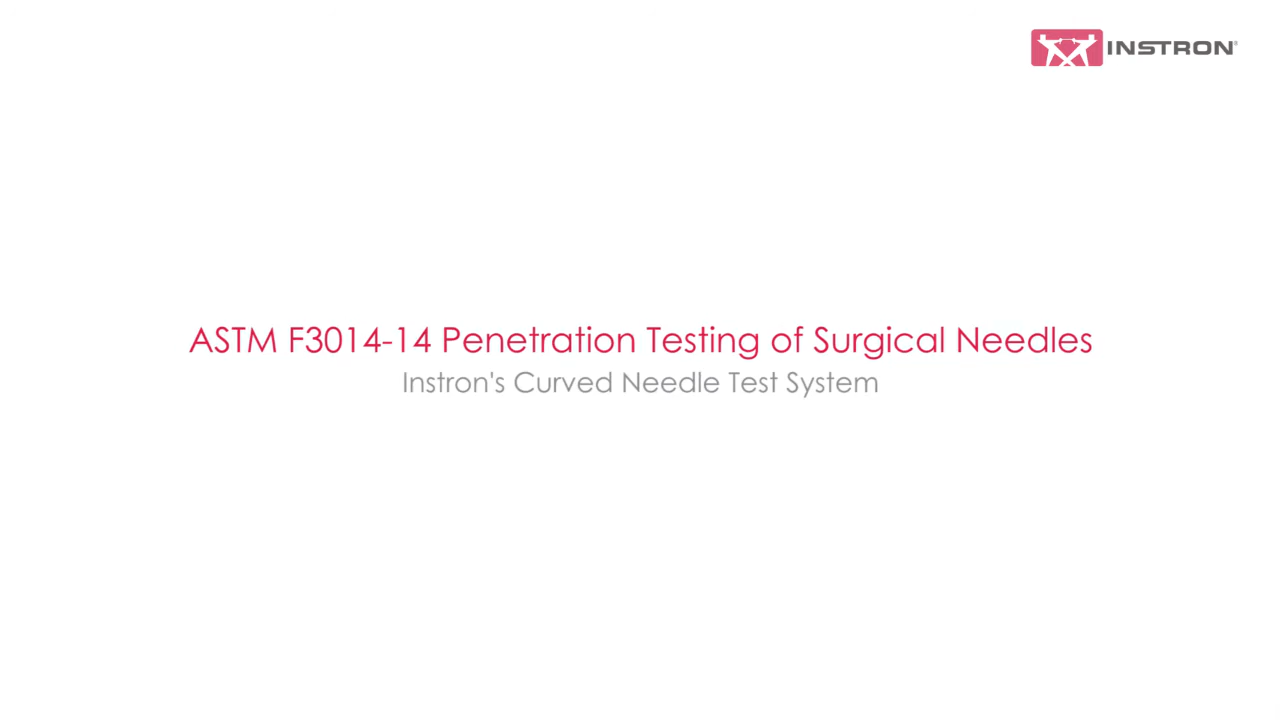 INSTRON®
ASTM F3014-14 Penetration Testing of Surgical Needles
Instron's Curved Needle Test System